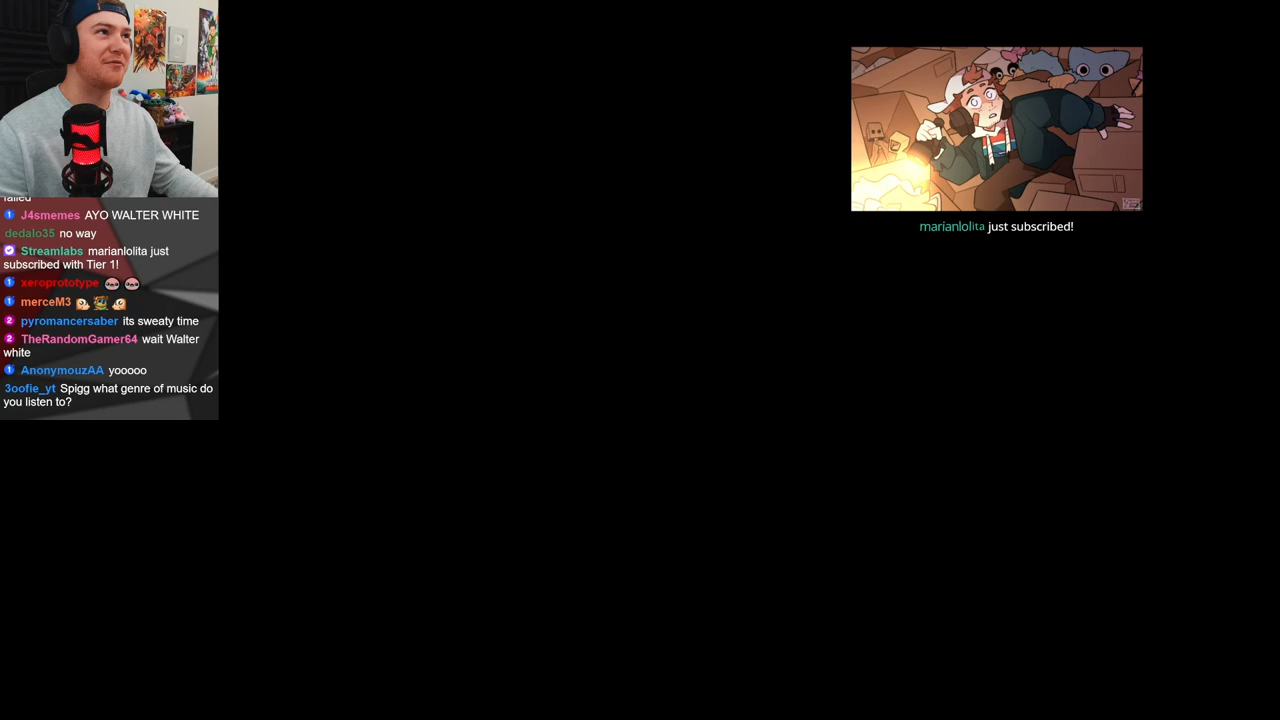 failed
J4smemes AYO WALTER WHITE
dedalo35 no way
Streamlabs marianlolita just
subscribed with Tier 1!
xeroprototype
merceM3
pyromancersaber its sweaty time
TheRandomGamer64 wait Walter
white
AnonymouzAA yooooo
3oofie_yt Spigg what genre of music do
you listen to?
marianlolita just subscribed!